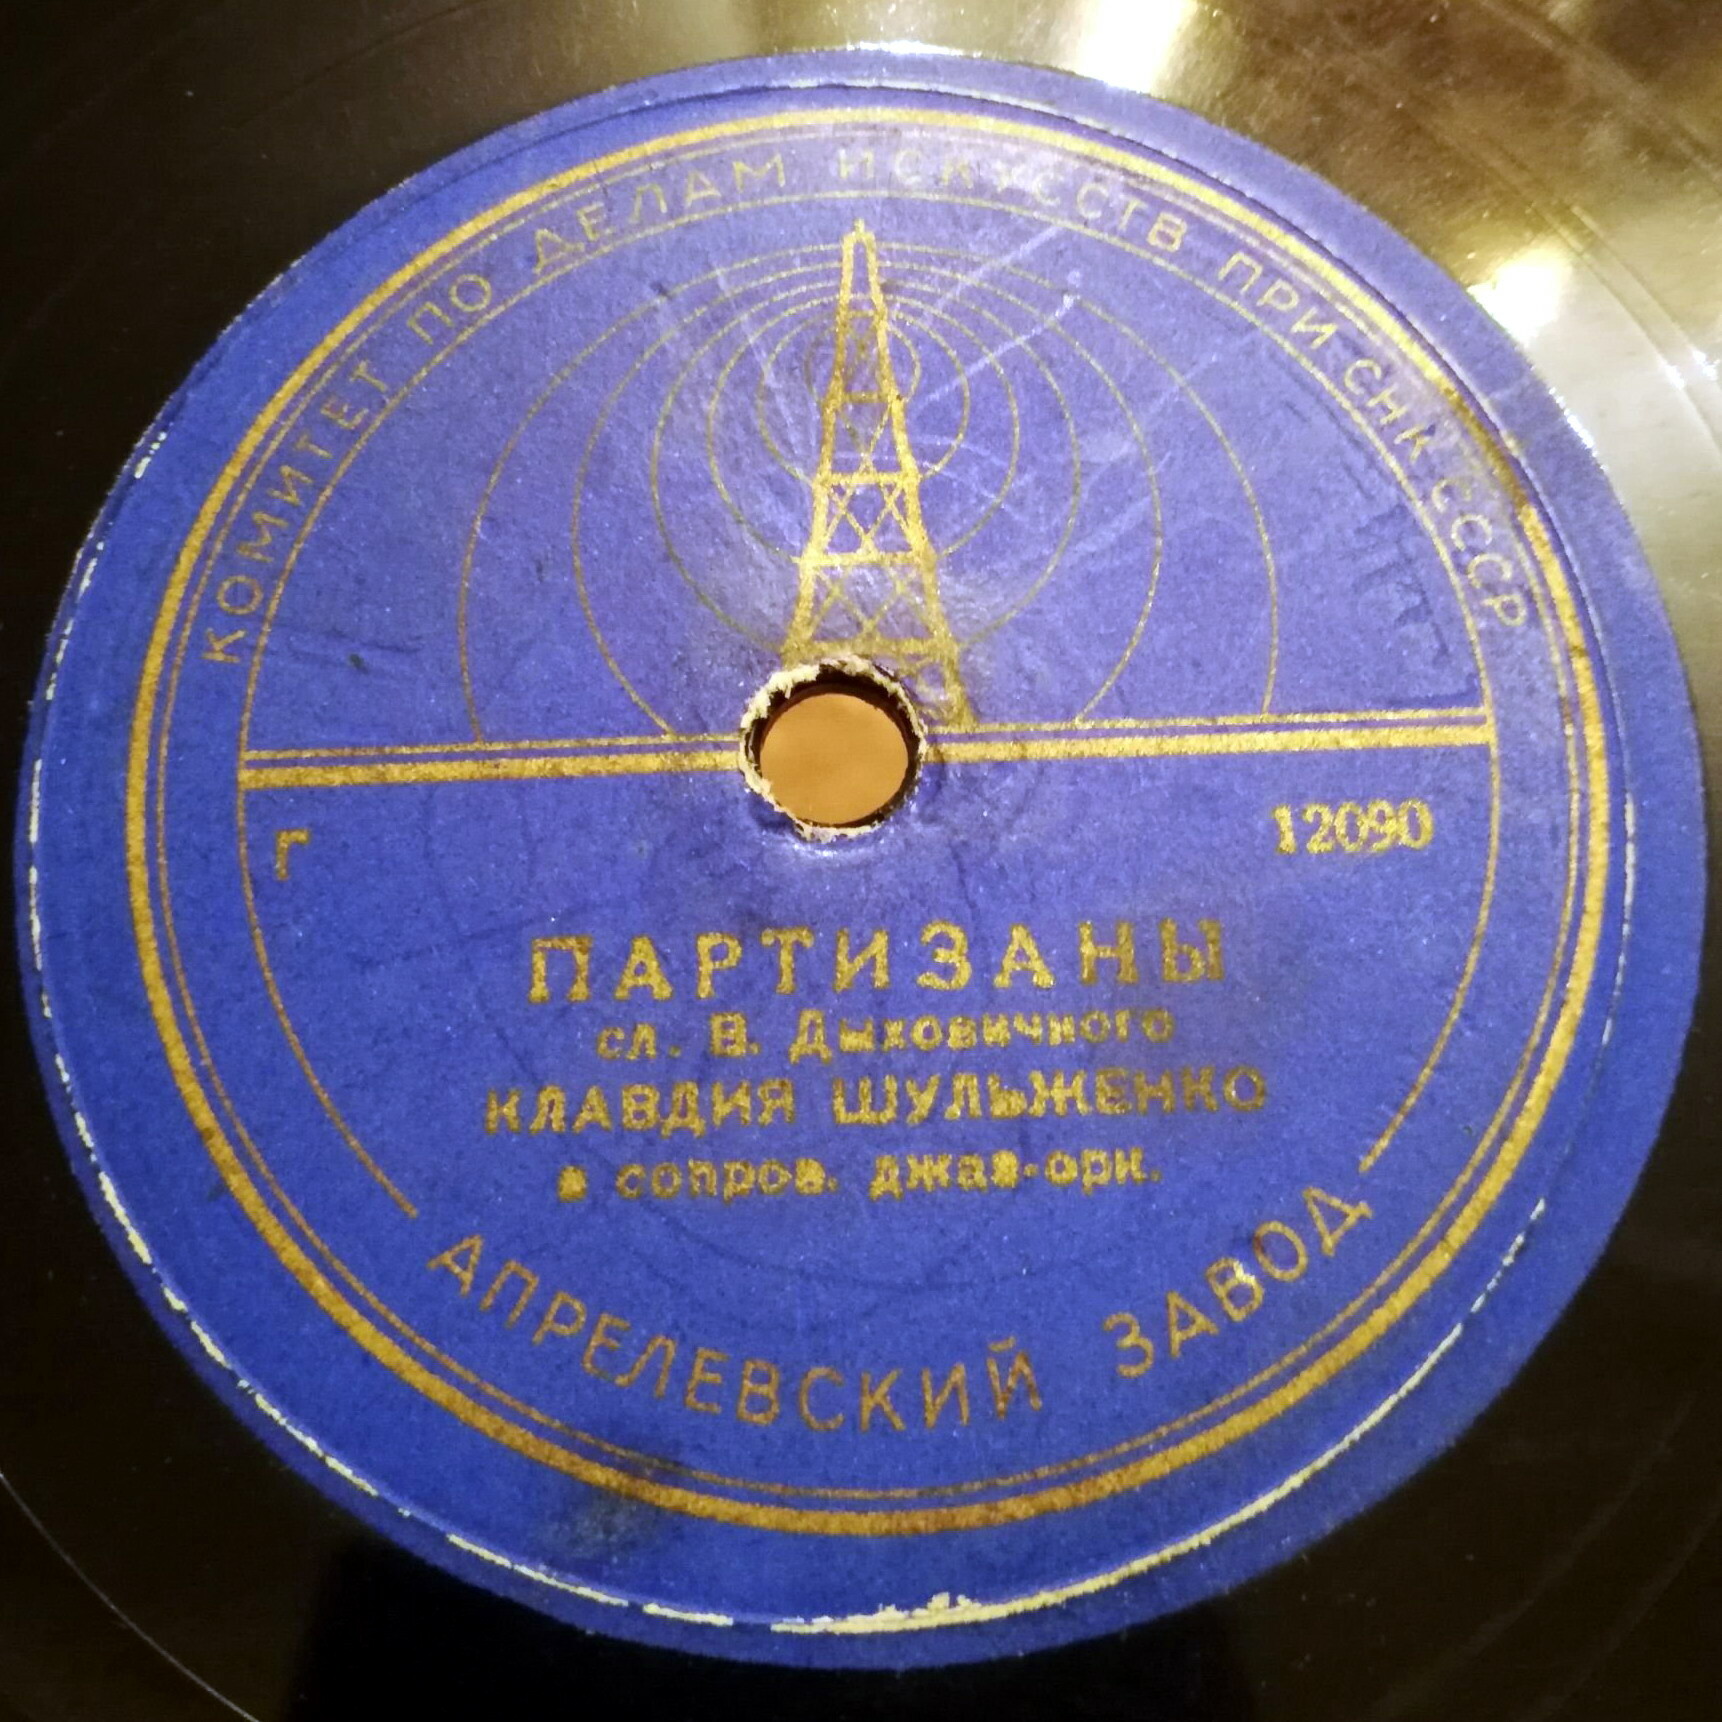 КОМИТЕТ ПО ДЕЛАМ ИСКУССТВ ПРИ СНК СССР
Г 12090
ПАРТИЗАНЫ
сл. В. Дыховичного
КЛАВДИЯ ШУЛЬЖЕНКО
в сопров. джаз-орк.
АПРЕЛЕВСКИЙ ЗАВОД